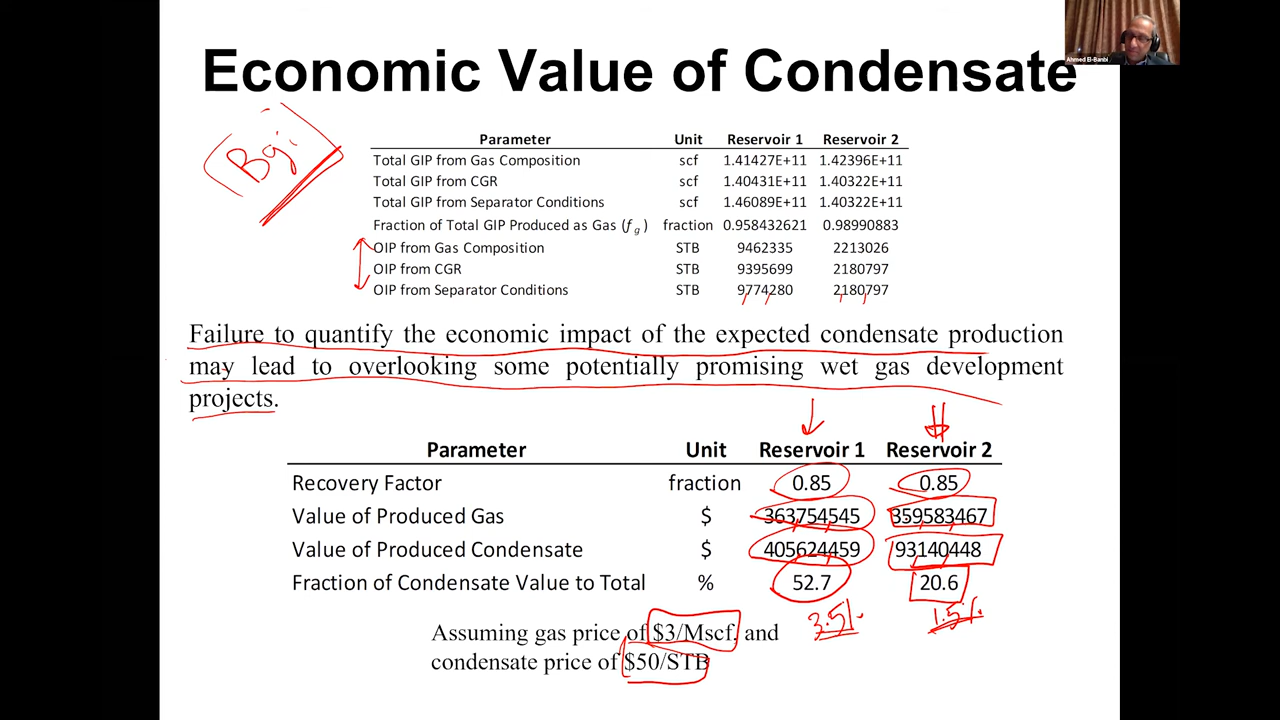 Ahmed El-Banbi
Economic Value of Condensate
Bgi
Parameter Unit Reservoir 1 Reservoir 2
Total GIP from Gas Composition scf 1.41427E+11 1.42396E+11
Total GIP from CGR scf 1.40431E+11 1.40322E+11
Total GIP from Separator Conditions scf 1.46089E+11 1.40322E+11
Fraction of Total GIP Produced as Gas (fg) fraction 0.958432621 0.98990883
OIP from Gas Composition STB 9462335 2213026
OIP from CGR STB 9395699 2180797
OIP from Separator Conditions STB 9774280 2180797
Failure to quantify the economic impact of the expected condensate production
may lead to overlooking some potentially promising wet gas development
projects.
Parameter Unit Reservoir 1 Reservoir 2
Recovery Factor fraction 0.85 0.85
Value of Produced Gas $ 363754545 359583467
Value of Produced Condensate $ 405624459 93140448
Fraction of Condensate Value to Total % 52.7 20.6
3.5% 1.5%
Assuming gas price of $3/Mscf, and
condensate price of $50/STB